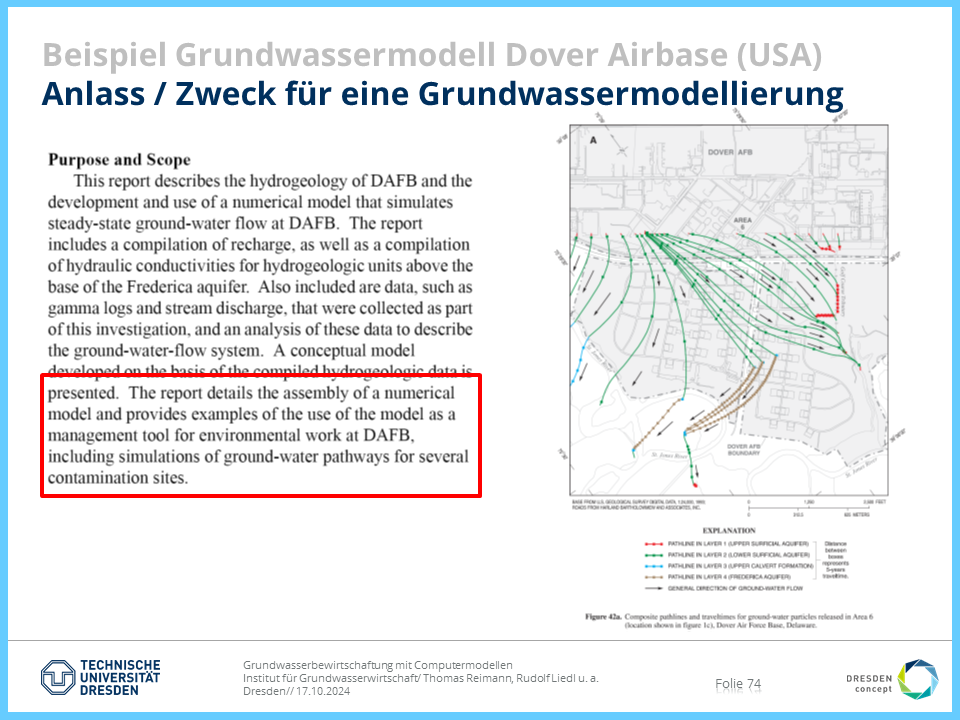 Beispiel Grundwassermodell Dover Airbase (USA)
Anlass / Zweck für eine Grundwassermodellierung
Purpose and Scope
This report describes the hydrogeology of DAFB and the
development and use of a numerical model that simulates
steady-state ground-water flow at DAFB. The report
includes a compilation of recharge, as well as a compilation
of hydraulic conductivities for hydrogeologic units above the
base of the Frederica aquifer. Also included are data, such as
gamma logs and stream discharge, that were collected as part
of this investigation, and an analysis of these data to describe
the ground-water-flow system. A conceptual model
developed on the basis of the compiled hydrogeologic data is
presented. The report details the assembly of a numerical
model and provides examples of the use of the model as a
management tool for environmental work at DAFB,
including simulations of ground-water pathways for several
contamination sites.
A
DOVER AFB
AREA
6
DOVER AFB
BOUNDARY
St. Jones River
St. Jones River
BASE FROM U.S. GEOLOGICAL SURVEY DIGITAL DATA, 1:24,000, 
ROADS FROM HARLAND BARTHOLOMEW AND ASSOCIATES, INC.
0
FEET
0
METERS
EXPLANATION
PATHLINE IN LAYER 1 (UPPER SURFICIAL AQUIFER)
PATHLINE IN LAYER 2 (LOWER SURFICIAL AQUIFER)
PATHLINE IN LAYER 3 (UPPER CALVERT FORMATION)
PATHLINE IN LAYER 4 (FREDERICA AQUIFER)
GENERAL DIRECTION OF GROUND-WATER FLOW
Distance
between
boxes
represents
5-years
traveltime.
Figure 42a. Composite pathlines and traveltimes for ground-water particles released in Area 6
(location shown in figure 1c), Dover Air Force Base, Delaware.
TECHNISCHE
UNIVERSITÄT
DRESDEN
Grundwasserbewirtschaftung mit Computermodellen
Institut für Grundwasserwirtschaft/ Thomas Reimann, Rudolf Liedl u. a.
Dresden// 17.10.2024
Folie 74
DRESDEN
concept